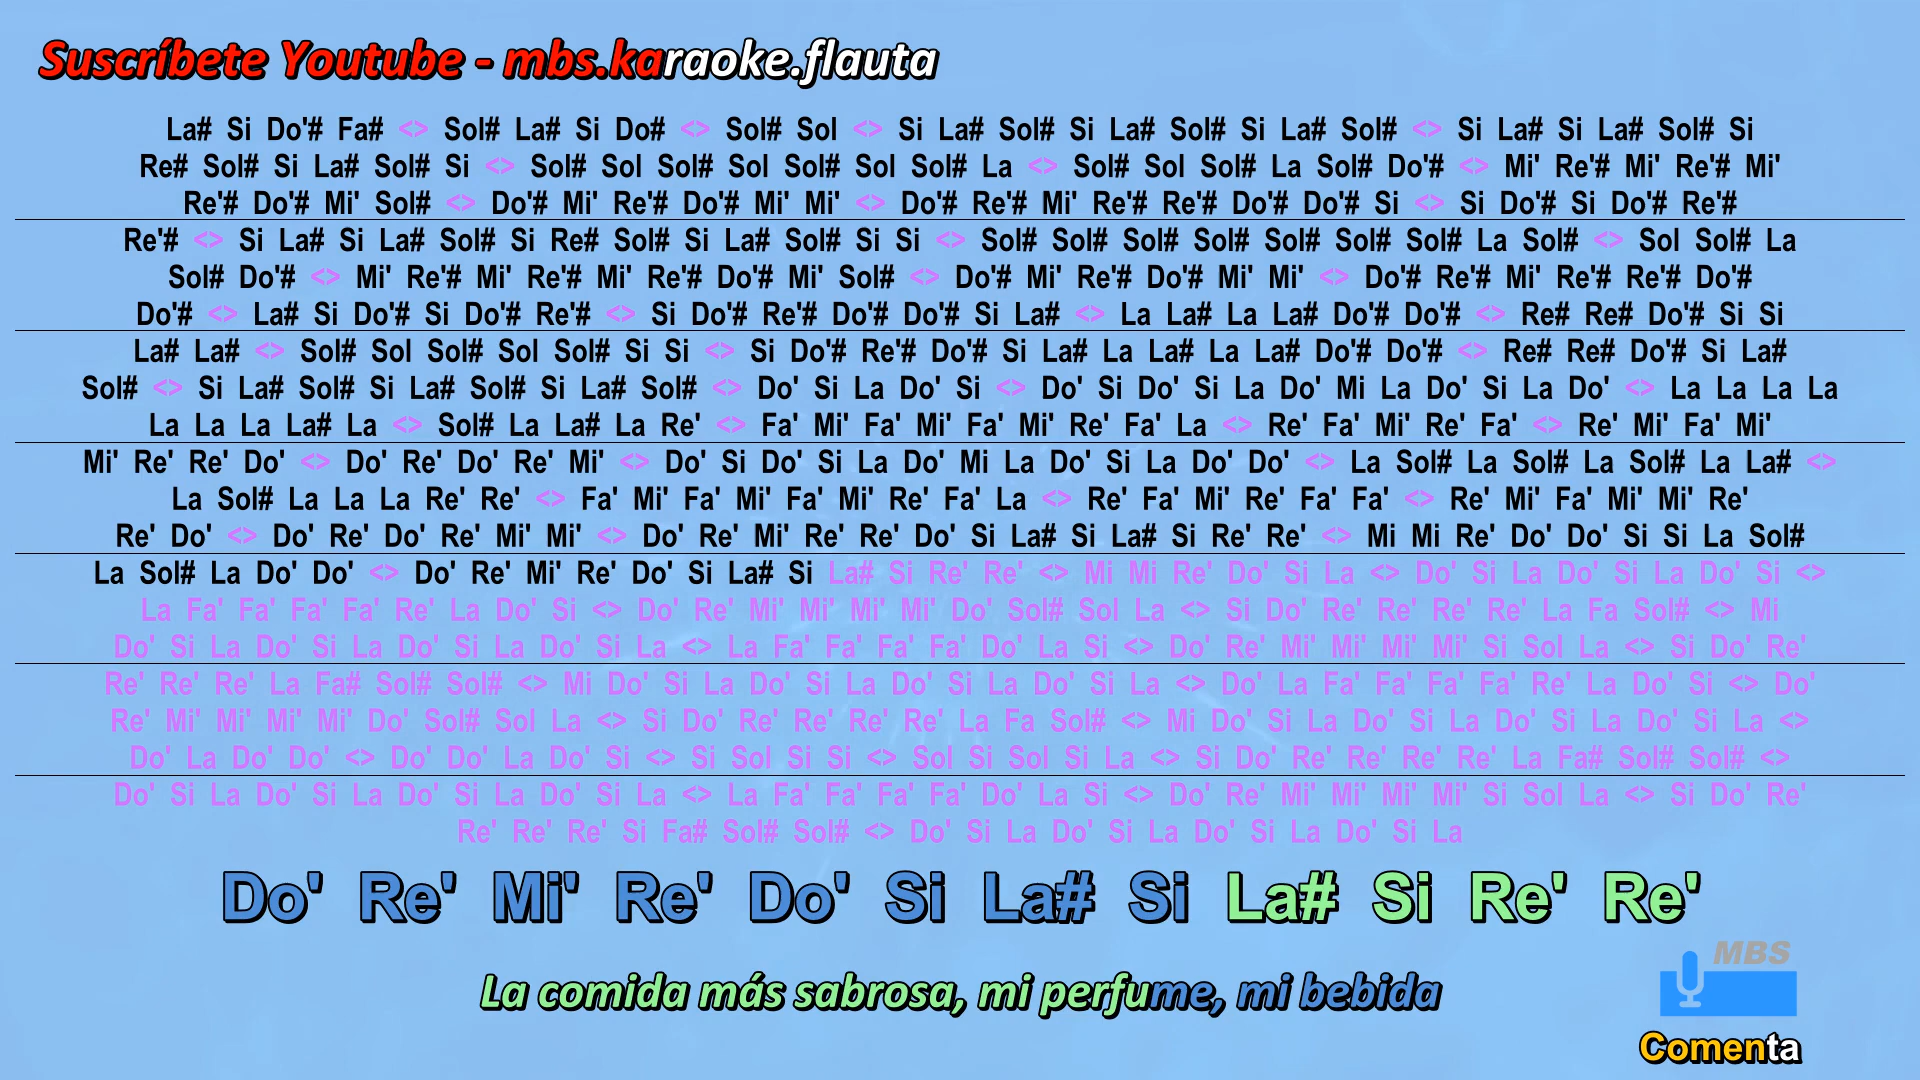 Suscríbete Youtube - mbs.karaoke.flauta
La# Si Do'# Fa# <> Sol# La# Si Do# <> Sol# Sol <> Si La# Sol# Si La# Sol# Si La# Sol# <> Si La# Si La# Sol# Si
Re# Sol# Si La# Sol# Si <> Sol# Sol Sol# Sol Sol# Sol Sol# La <> Sol# Sol Sol# La Sol# Do'# <> Mi' Re'# Mi' Re'# Mi'
Re'# Do'# Mi' Sol# <> Do'# Mi' Re'# Do'# Mi' Mi' <> Do'# Re'# Mi' Re'# Re'# Do'# Do'# Si <> Si Do'# Si Do'# Re'#
Re'# <> Si La# Si La# Sol# Si Re# Sol# Si La# Sol# Si Si <> Sol# Sol# Sol# Sol# Sol# Sol# Sol# La Sol# <> Sol Sol# La
Sol# Do'# <> Mi' Re'# Mi' Re'# Mi' Re'# Do'# Mi' Sol# <> Do'# Mi' Re'# Do'# Mi' Mi' <> Do'# Re'# Mi' Re'# Re'# Do'#
Do'# <> La# Si Do'# Si Do'# Re'# <> Si Do'# Re'# Do'# Do'# Si La# <> La La# La La# Do'# Do'# <> Re# Re# Do'# Si Si
La# La# <> Sol# Sol Sol# Sol Sol# Si Si <> Si Do'# Re'# Do'# Si La# La La# La La# Do'# Do'# <> Re# Re# Do'# Si La#
Sol# <> Si La# Sol# Si La# Sol# Si La# Sol# <> Do' Si La Do' Si <> Do' Si Do' Si La Do' Mi La Do' Si La Do' <> La La La La
La La La La# La <> Sol# La La# La Re' <> Fa' Mi' Fa' Mi' Fa' Mi' Re' Fa' La <> Re' Fa' Mi' Re' Fa' <> Re' Mi' Fa' Mi'
Mi' Re' Re' Do' <> Do' Re' Do' Re' Mi' <> Do' Si Do' Si La Do' Mi La Do' Si La Do' Do' <> La Sol# La Sol# La Sol# La La# <>
La Sol# La La La Re' Re' <> Fa' Mi' Fa' Mi' Fa' Mi' Re' Fa' La <> Re' Fa' Mi' Re' Fa' Fa' <> Re' Mi' Fa' Mi' Mi' Re'
Re' Do' <> Do' Re' Do' Re' Mi' Mi' <> Do' Re' Mi' Re' Re' Do' Si La# Si La# Si Re' Re' <> Mi Mi Re' Do' Do' Si Si La Sol#
La Sol# La Do' Do' <> Do' Re' Mi' Re' Do' Si La# Si La# Si Re' Re' <> Mi Mi Re' Do' Si La <> Do' Si La Do' Si La Do' Si <>
La Fa' Fa' Fa' Fa' Re' La Do' Si <> Do' Re' Mi' Mi' Mi' Mi' Do' Sol# Sol La <> Si Do' Re' Re' Re' Re' La Fa Sol# <> Mi
Do' Si La Do' Si La Do' Si La Do' Si La <> La Fa' Fa' Fa' Fa' Do' La Si <> Do' Re' Mi' Mi' Mi' Mi' Si Sol La <> Si Do' Re'
Re' Re' Re' La Fa# Sol# Sol# <> Mi Do' Si La Do' Si La Do' Si La Do' Si La <> Do' La Fa' Fa' Fa' Fa' Re' La Do' Si <> Do'
Re' Mi' Mi' Mi' Mi' Do' Sol# Sol La <> Si Do' Re' Re' Re' Re' La Fa Sol# <> Mi Do' Si La Do' Si La Do' Si La Do' Si La <>
Do' La Do' Do' <> Do' Do' La Do' Si <> Si Sol Si Si <> Sol Si Sol Si La <> Si Do' Re' Re' Re' Re' La Fa# Sol# Sol# <>
Do' Si La Do' Si La Do' Si La Do' Si La <> La Fa' Fa' Fa' Fa' Do' La Si <> Do' Re' Mi' Mi' Mi' Mi' Si Sol La <> Si Do' Re'
Re' Re' Re' Si Fa# Sol# Sol# <> Do' Si La Do' Si La Do' Si La Do' Si La
Do' Re' Mi' Re' Do' Si La# Si La# Si Re' Re'
La comida más sabrosa, mi perfume, mi bebida
MBS
Comenta